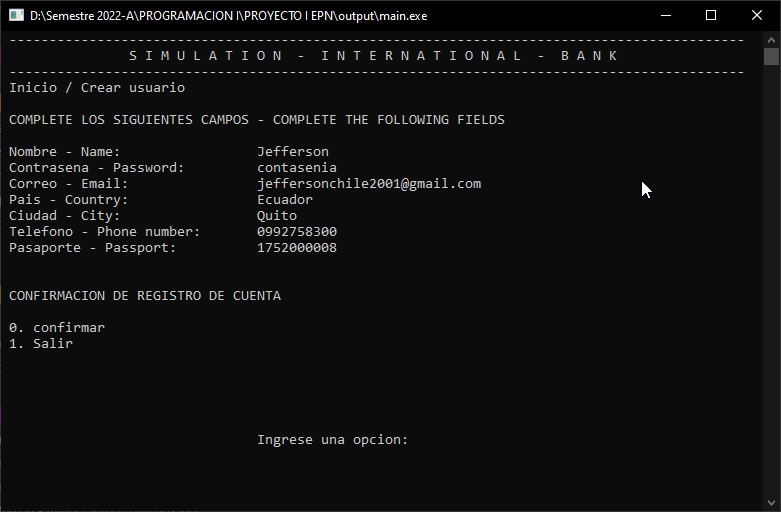 D:\Semestre 2022-A\PROGRAMACION I\PROYECTO I EPN\output\main.exe
--------------------------------------------------------------------------------------------
S I M U L A T I O N - I N T E R N A T I O N A L - B A N K
--------------------------------------------------------------------------------------------
Inicio / Crear usuario
COMPLETE LOS SIGUIENTES CAMPOS - COMPLETE THE FOLLOWING FIELDS
Nombre - Name: Jefferson
Contrasena - Password: contasenia
Correo - Email: jeffersonchile2001@gmail.com
Pais - Country: Ecuador
Ciudad - City: Quito
Telefono - Phone number: 0992758300
Pasaporte - Passport: 1752000008
CONFIRMACION DE REGISTRO DE CUENTA
0. confirmar
1. Salir
Ingrese una opcion: